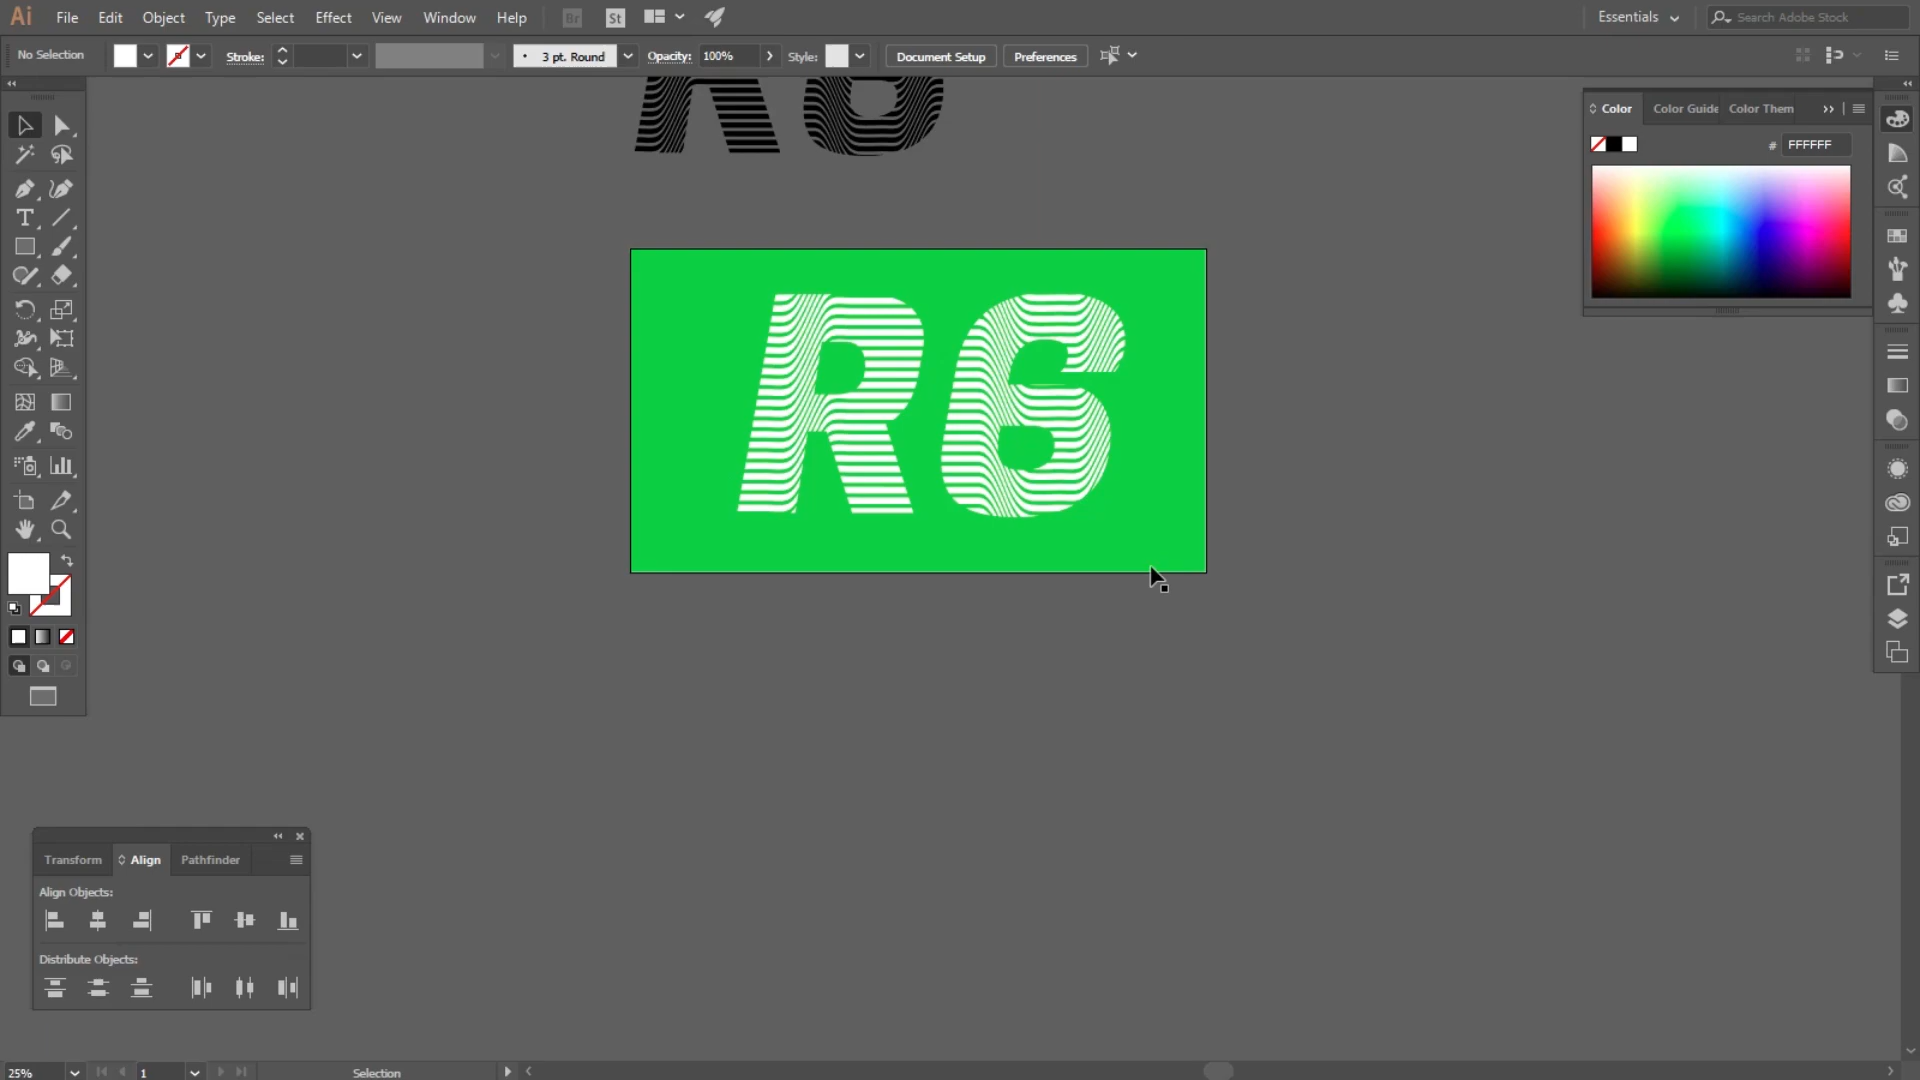 Ai File Edit Object Type Select Effect View Window Help Br St Essentials Search Adobe Stock
No Selection Stroke: 3 pt. Round Opacity: 100% Style: Document Setup Preferences
R6
Color Color Guide Color Them
# FFFFFF
R6
Transform Align Pathfinder
Align Objects:
Distribute Objects:
25% 1 Selection